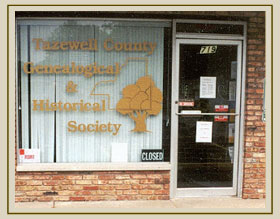 Tazewell County
Genealogical
&
Historical
Society
719
CLOSED